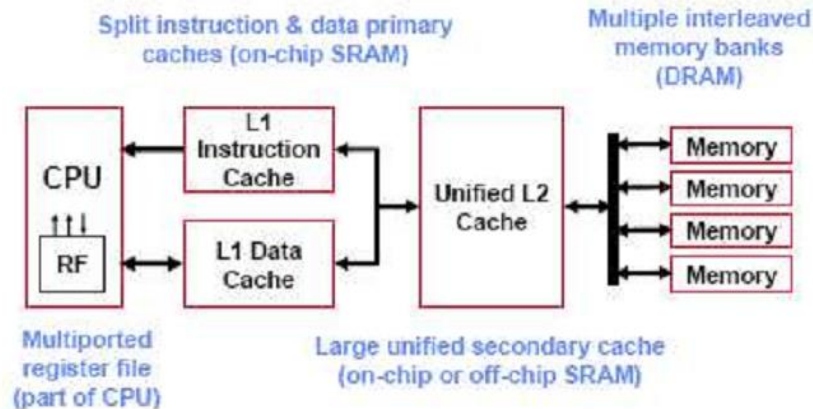 Split instruction & data primary
caches (on-chip SRAM)
Multiple interleaved
memory banks
(DRAM)
CPU
RF
L1
Instruction
Cache
L1 Data
Cache
Unified L2
Cache
Memory
Memory
Memory
Memory
Multiported
register file
(part of CPU)
Large unified secondary cache
(on-chip or off-chip SRAM)